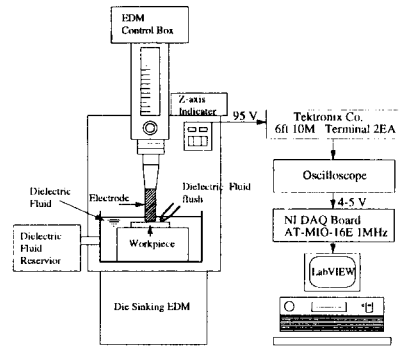 EDM
Control Box
Z-axis
Indicater
95 V
Tektronix Co.
6ft 10M Terminal 2EA
Oscilloscope
4-5 V
NI DAQ Board
AT-MIO-16E 1MHz
LabVIEW
Dielectric
Fluid
Electrode
Dielectric Fluid
flush
Workpiece
Dielectric
Fluid
Reservior
Die Sinking EDM